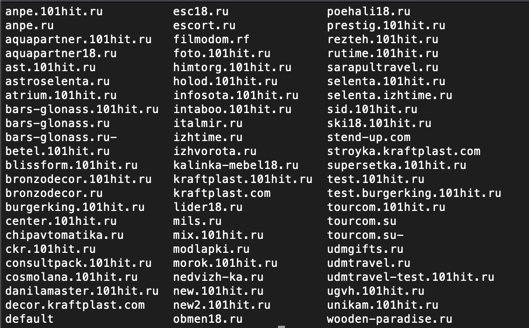 anpe.101hit.ru esc18.ru poehali18.ru
anpe.ru escort.ru prestig.101hit.ru
aquapartner.101hit.ru filmodom.rf rezteh.101hit.ru
aquapartner18.ru foto.101hit.ru rutime.101hit.ru
ast.101hit.ru himtorg.101hit.ru sarapultravel.ru
astroselenta.ru holod.101hit.ru selenta.101hit.ru
atrium.101hit.ru infosota.101hit.ru selenta.izhtime.ru
bars-glonass.101hit.ru intaboo.101hit.ru sid.101hit.ru
bars-glonass.ru italmir.ru ski18.101hit.ru
bars-glonass.ru- izhtime.ru stend-up.com
betel.101hit.ru izhvorota.ru stroyka.kraftplast.com
blissform.101hit.ru kalinka-mebel18.ru supersetka.101hit.ru
bronzodecor.101hit.ru kraftplast.101hit.ru test.101hit.ru
bronzodecor.ru kraftplast.com test.burgerking.101hit.ru
burgerking.101hit.ru lider18.ru tourcom.101hit.ru
center.101hit.ru mils.ru tourcom.su
chipavtomatika.ru mix.101hit.ru tourcom.su-
ckr.101hit.ru modlapki.ru udmgifts.ru
consultpack.101hit.ru morok.101hit.ru udmtravel.ru
cosmolana.101hit.ru nedvizh-ka.ru udmtravel-test.101hit.ru
danilamaster.101hit.ru new.101hit.ru ugvh.101hit.ru
decor.kraftplast.com new2.101hit.ru unikam.101hit.ru
default obmen18.ru wooden-paradise.ru